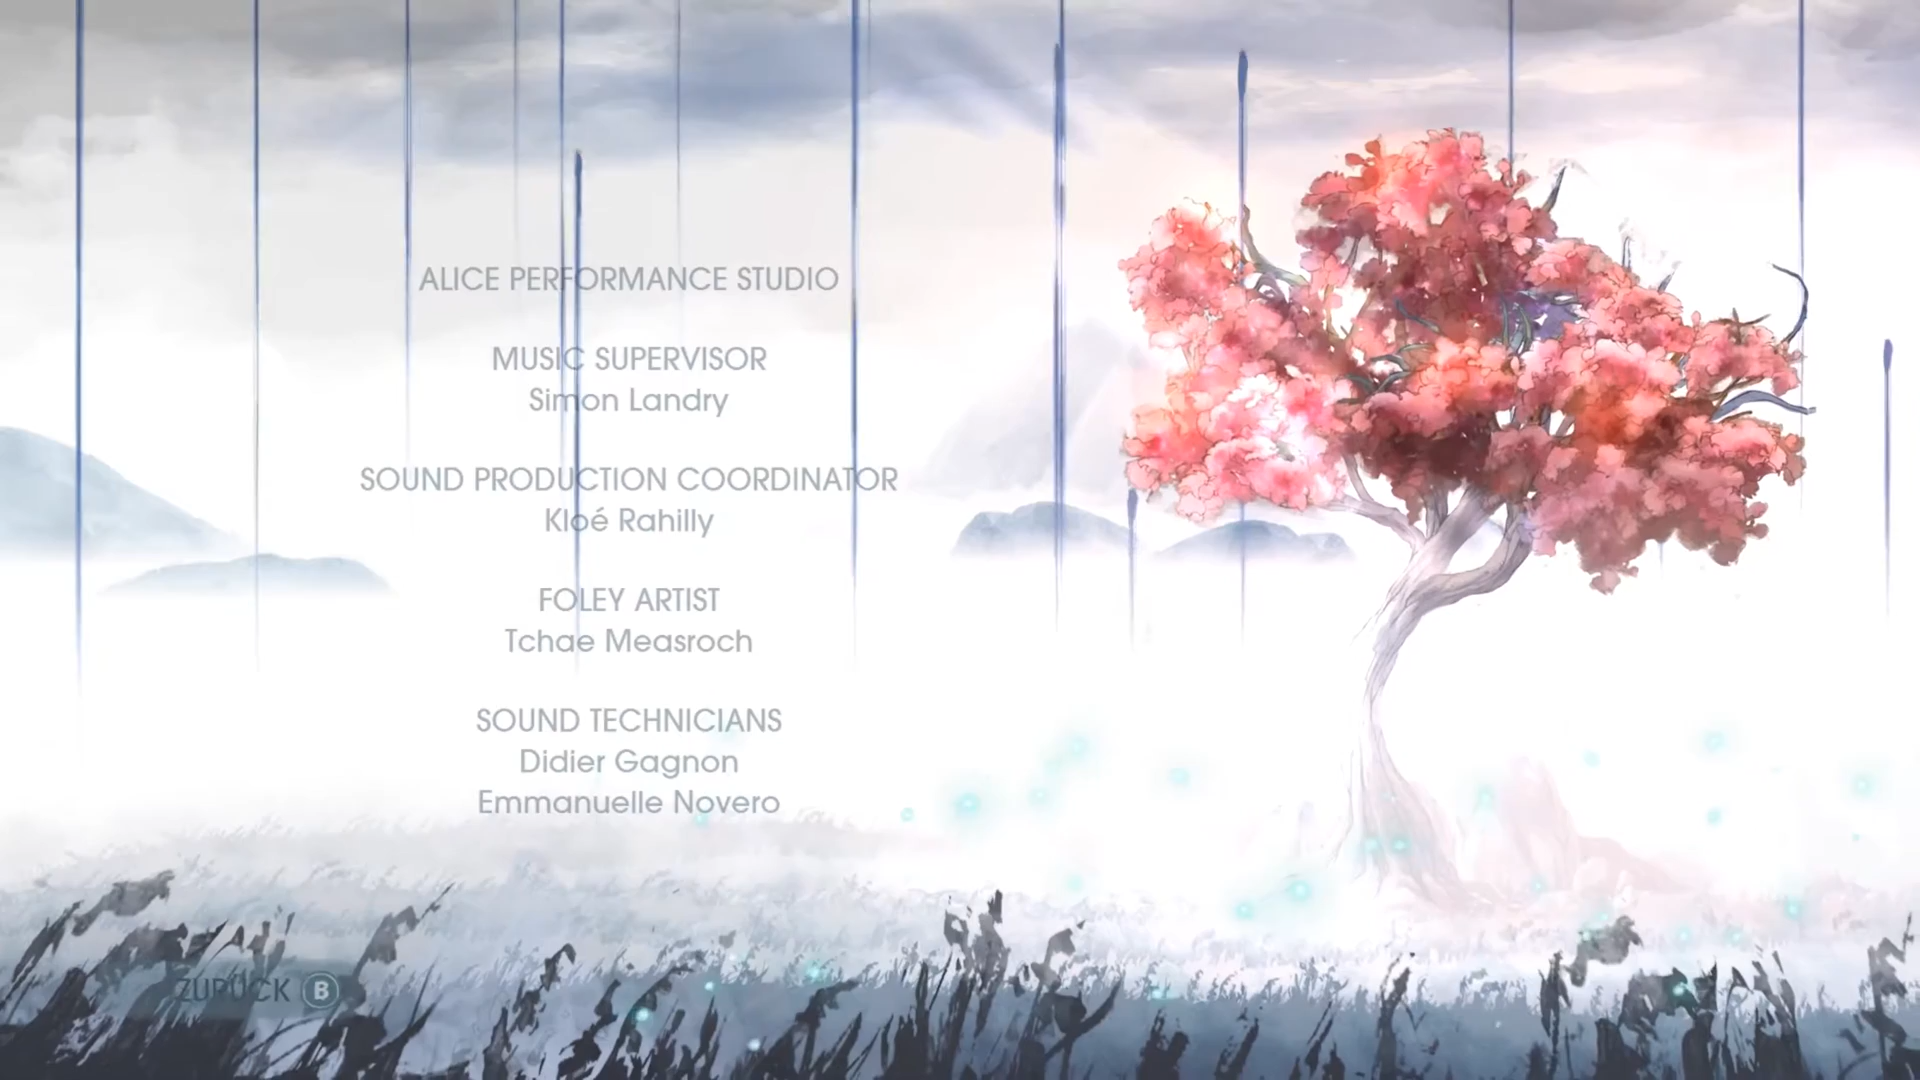 ALICE PERFORMANCE STUDIO
MUSIC SUPERVISOR
Simon Landry
SOUND PRODUCTION COORDINATOR
Kloé Rahilly
FOLEY ARTIST
Tchae Measroch
SOUND TECHNICIANS
Didier Gagnon
Emmanuelle Novero
ZURÜCK B